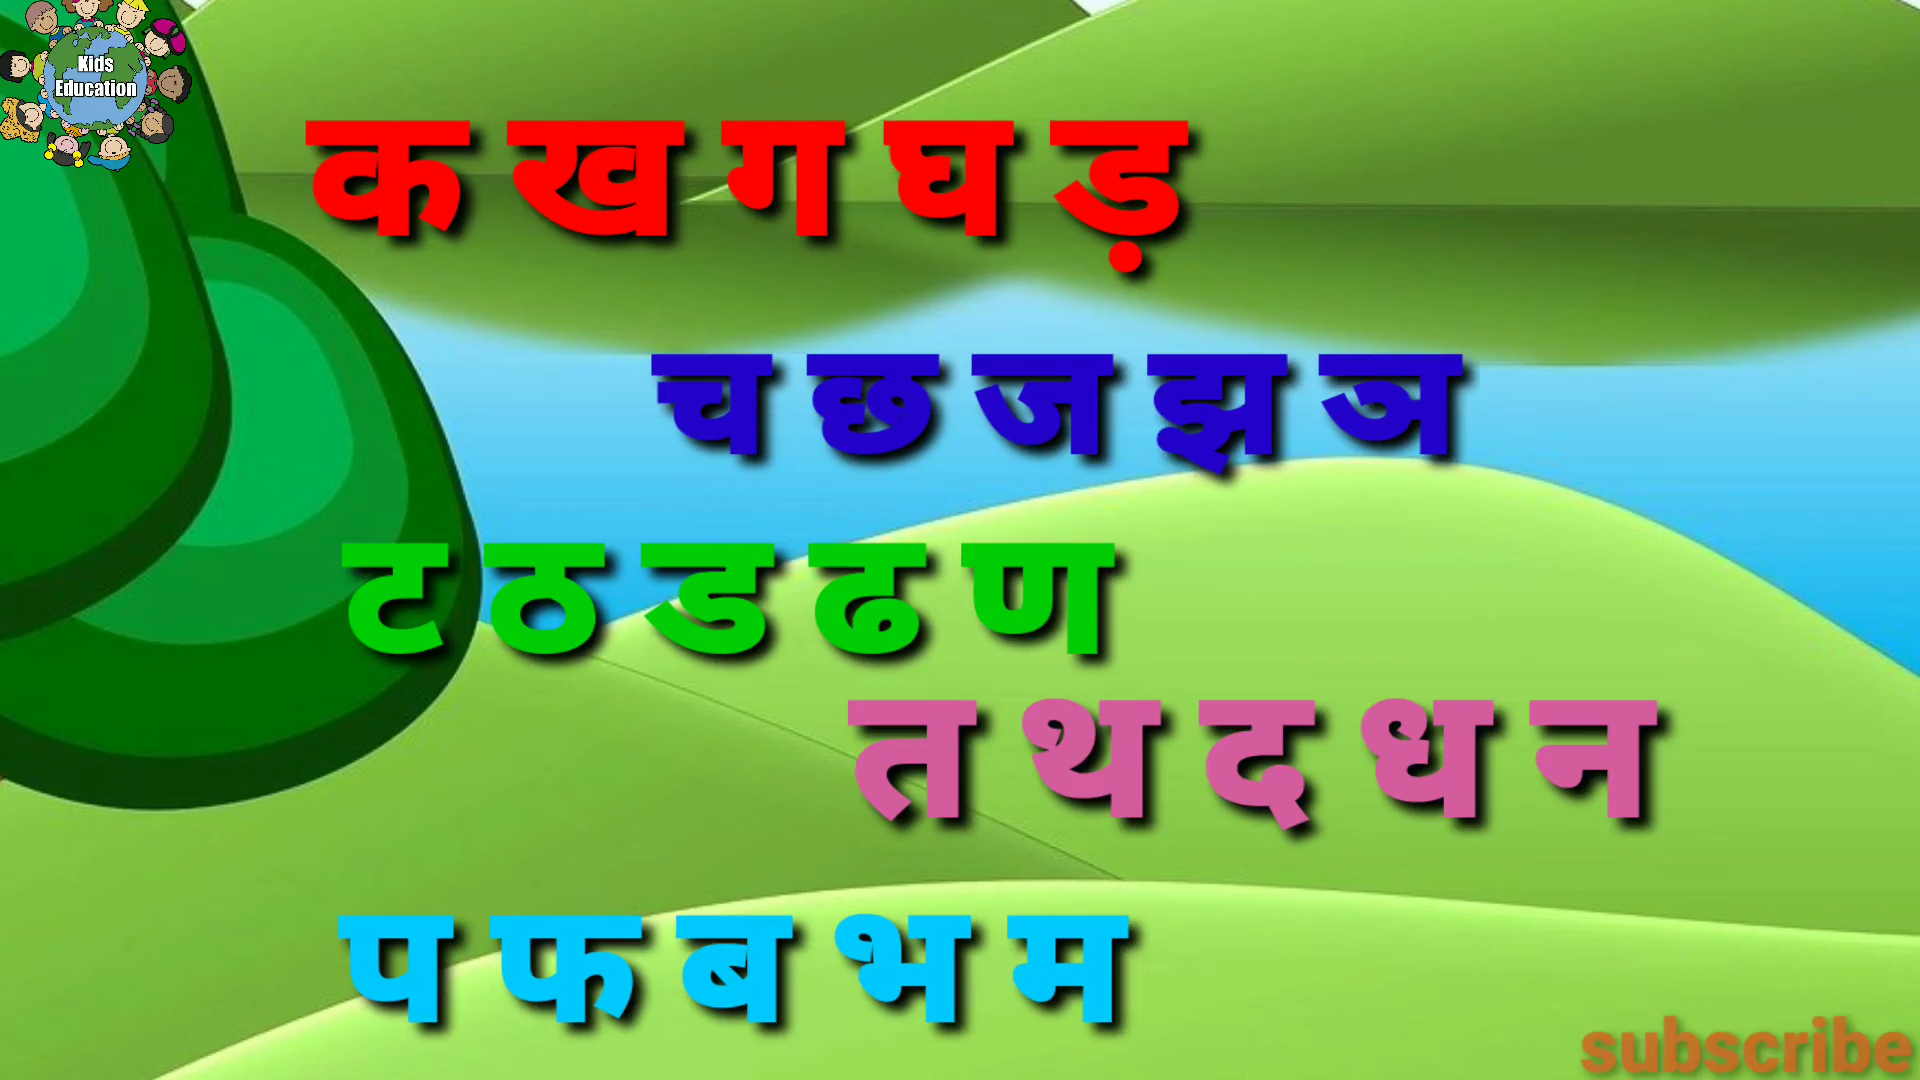 Kids
Education
क ख ग घ ड़
च छ ज झ ञ
ट ठ ड ढ ण
त थ द ध न
प फ ब भ म
subscribe